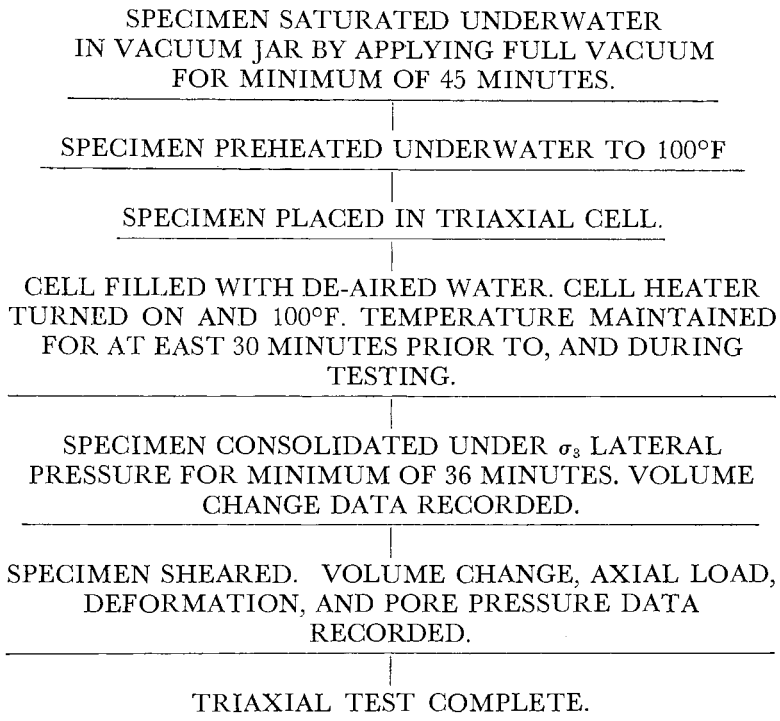 SPECIMEN SATURATED UNDERWATER
IN VACUUM JAR BY APPLYING FULL VACUUM
FOR MINIMUM OF 45 MINUTES.
SPECIMEN PREHEATED UNDERWATER TO 100°F
SPECIMEN PLACED IN TRIAXIAL CELL.
CELL FILLED WITH DE-AIRED WATER. CELL HEATER
TURNED ON AND 100°F. TEMPERATURE MAINTAINED
FOR AT EAST 30 MINUTES PRIOR TO, AND DURING
TESTING.
SPECIMEN CONSOLIDATED UNDER σ₃ LATERAL
PRESSURE FOR MINIMUM OF 36 MINUTES. VOLUME
CHANGE DATA RECORDED.
SPECIMEN SHEARED. VOLUME CHANGE, AXIAL LOAD,
DEFORMATION, AND PORE PRESSURE DATA
RECORDED.
TRIAXIAL TEST COMPLETE.